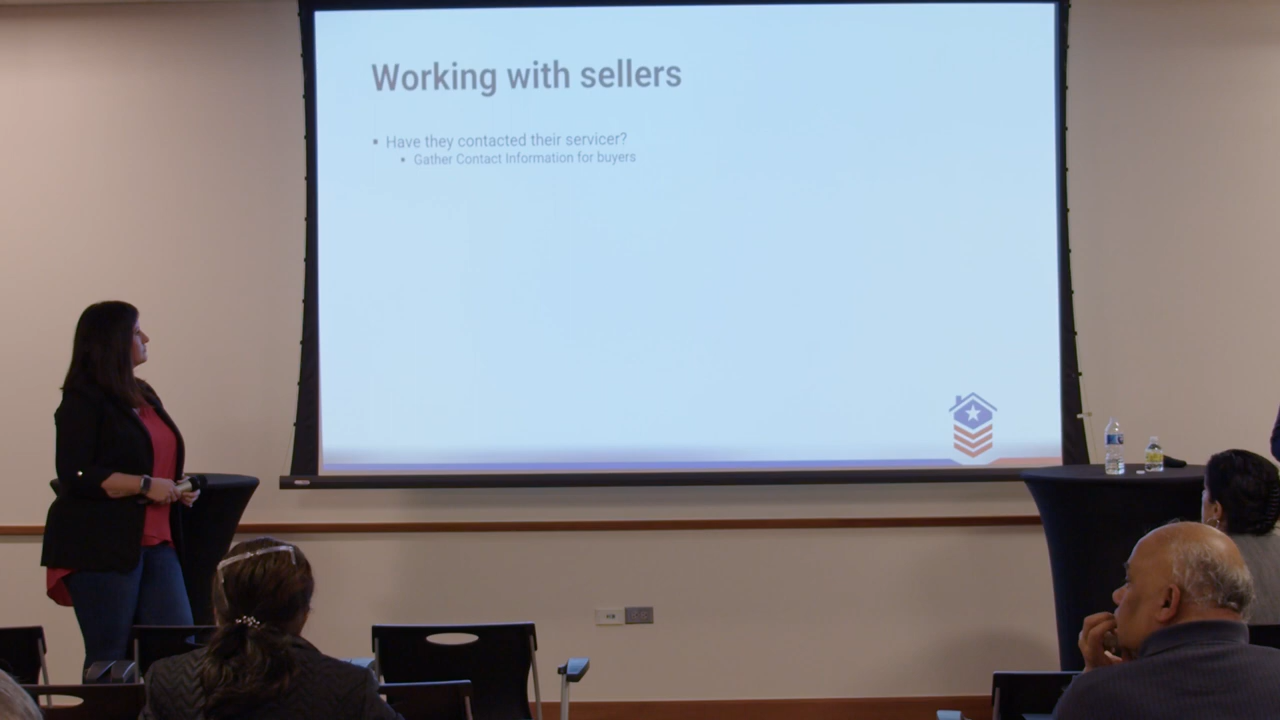 Working with sellers
• Have they contacted their servicer?
• Gather Contact Information for buyers